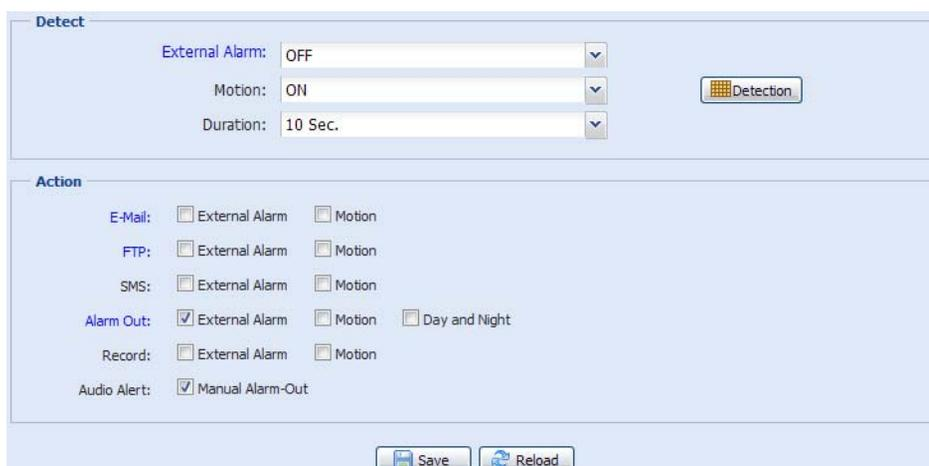 Detect
External Alarm: OFF
Motion: ON Detection
Duration: 10 Sec.
Action
E-Mail: External Alarm Motion
FTP: External Alarm Motion
SMS: External Alarm Motion
Alarm Out: External Alarm Motion Day and Night
Record: External Alarm Motion
Audio Alert: Manual Alarm-Out
Save Reload